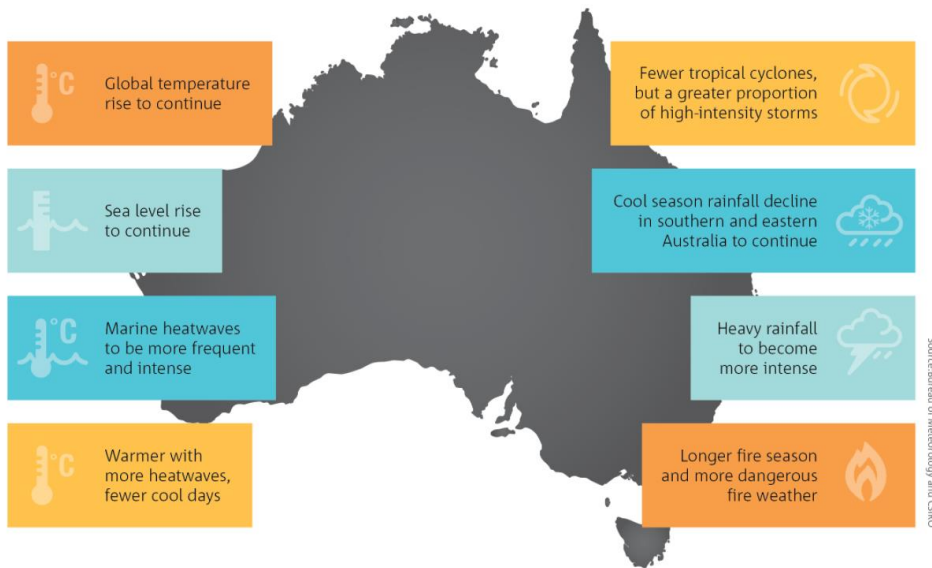 °C
Global temperature
rise to continue
Sea level rise
to continue
°C
Marine heatwaves
to be more frequent
and intense
°C
Warmer with
more heatwaves,
fewer cool days
Fewer tropical cyclones,
but a greater proportion
of high-intensity storms
Cool season rainfall decline
in southern and eastern
Australia to continue
Heavy rainfall
to become
more intense
Longer fire season
and more dangerous
fire weather
Source:Bureau of Meteorology and CSIRO